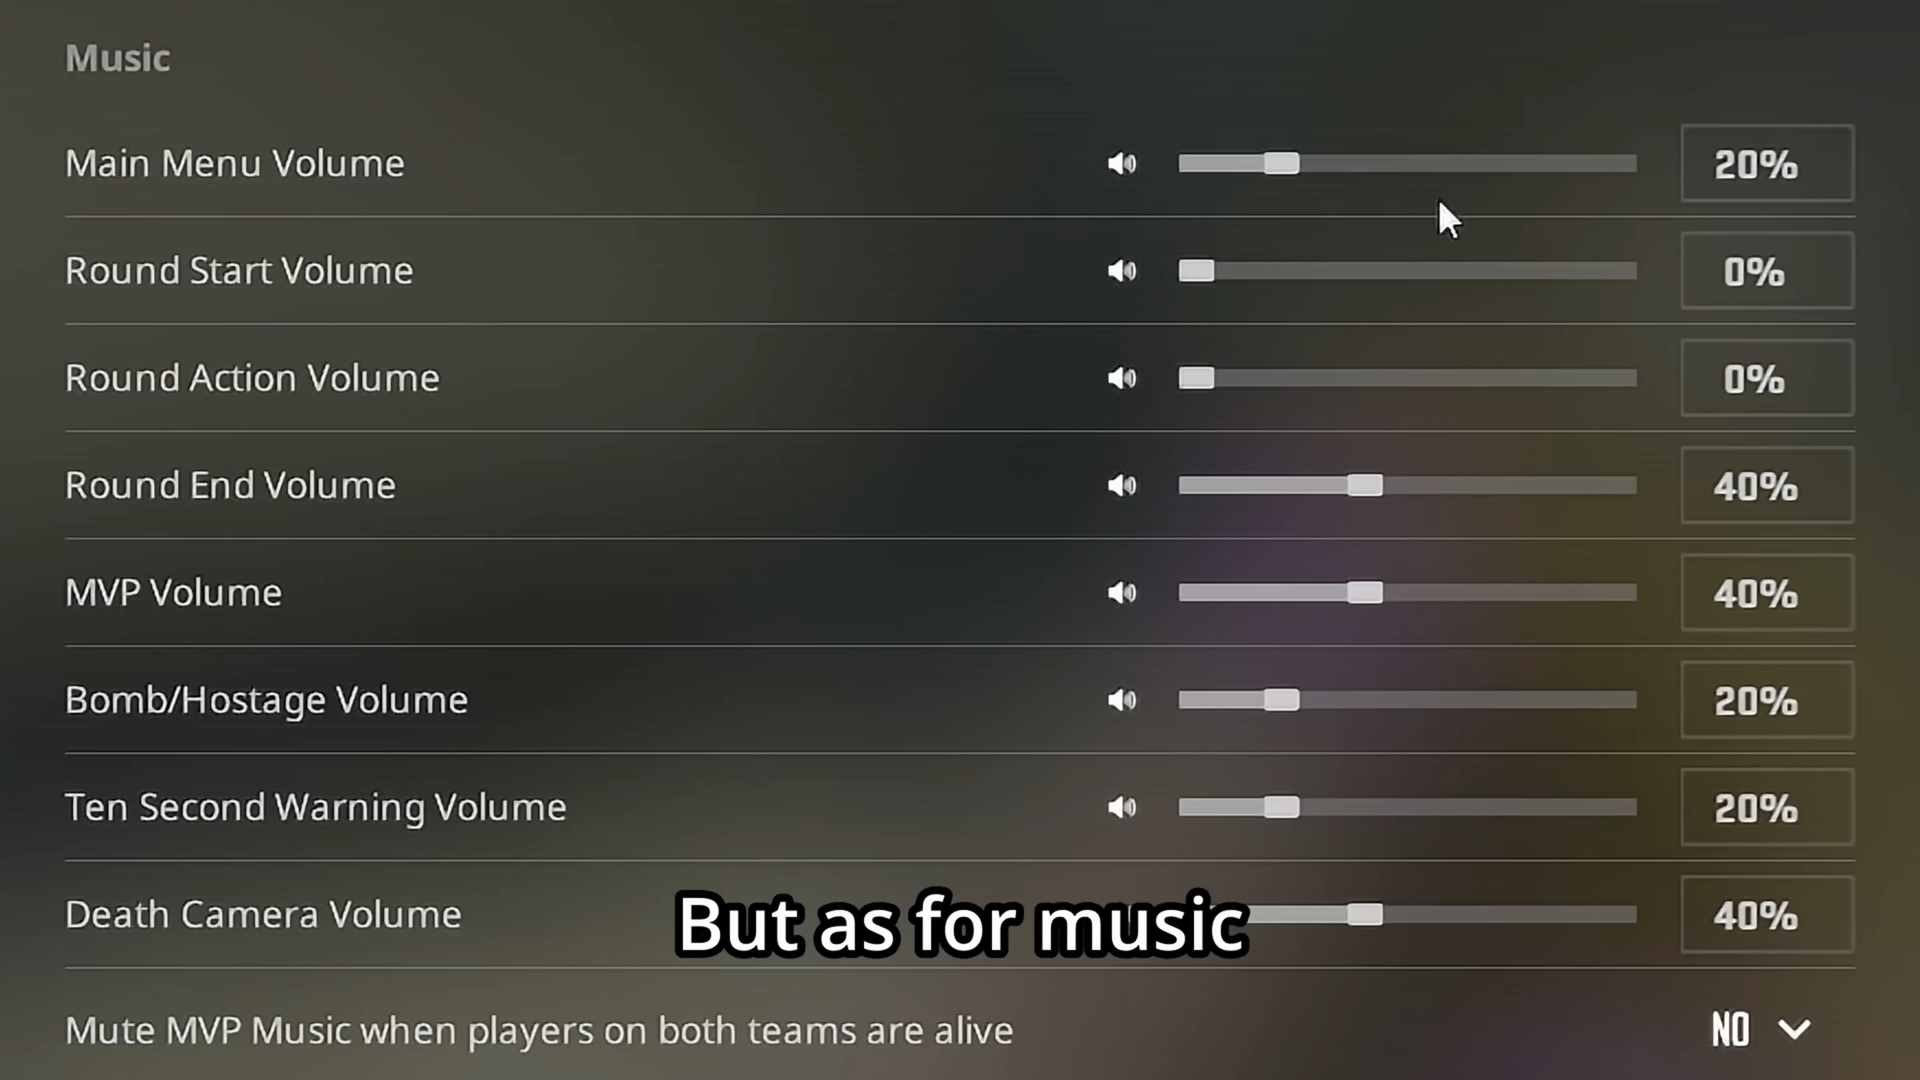 Music
Main Menu Volume 20%
Round Start Volume 0%
Round Action Volume 0%
Round End Volume 40%
MVP Volume 40%
Bomb/Hostage Volume 20%
Ten Second Warning Volume 20%
Death Camera Volume 40%
But as for music
Mute MVP Music when players on both teams are alive NO